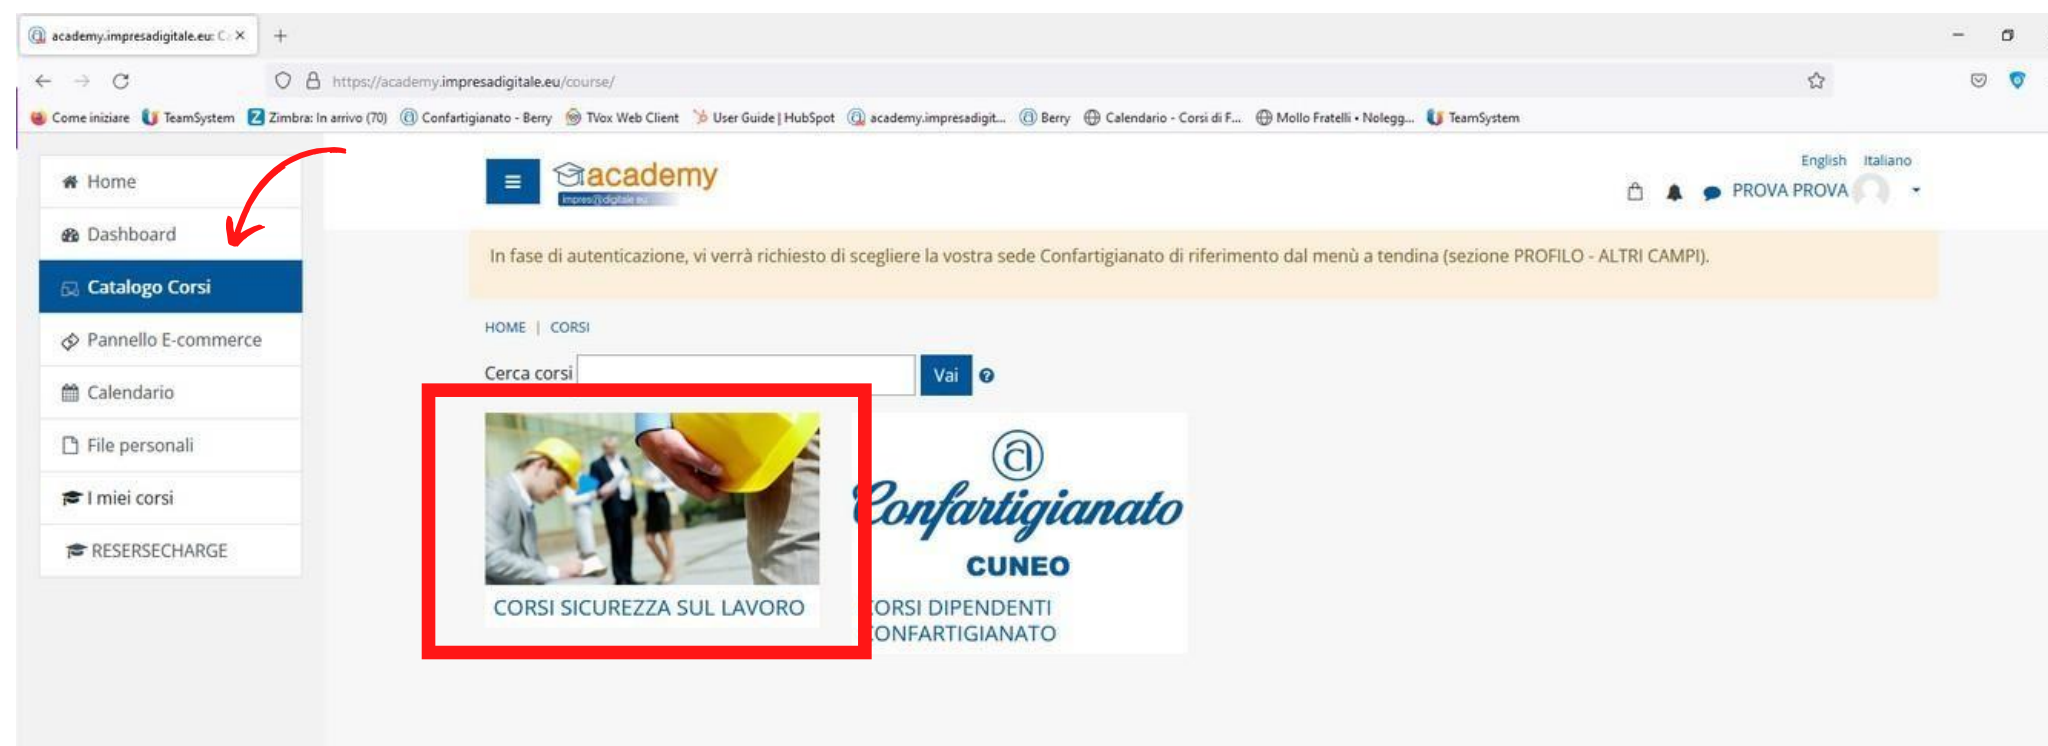 academy.impresadigitale.eu: C
https://academy.impresadigitale.eu/course/
Come iniziare TeamSystem Zimbra: In arrivo (70) Confartigianato - Berry TVox Web Client User Guide | HubSpot academy.impresadigit... Berry Calendario - Corsi di F... Mollo Fratelli • Nolegg... TeamSystem
Home
Dashboard
Catalogo Corsi
Pannello E-commerce
Calendario
File personali
I miei corsi
RESERSECHARGE
academy
impres@digitale.eu
English Italiano
PROVA PROVA
In fase di autenticazione, vi verrà richiesto di scegliere la vostra sede Confartigianato di riferimento dal menù a tendina (sezione PROFILO - ALTRI CAMPI).
HOME | CORSI
Cerca corsi Vai
CORSI SICUREZZA SUL LAVORO
Confartigianato
CUNEO
ORSI DIPENDENTI
ONFARTIGIANATO